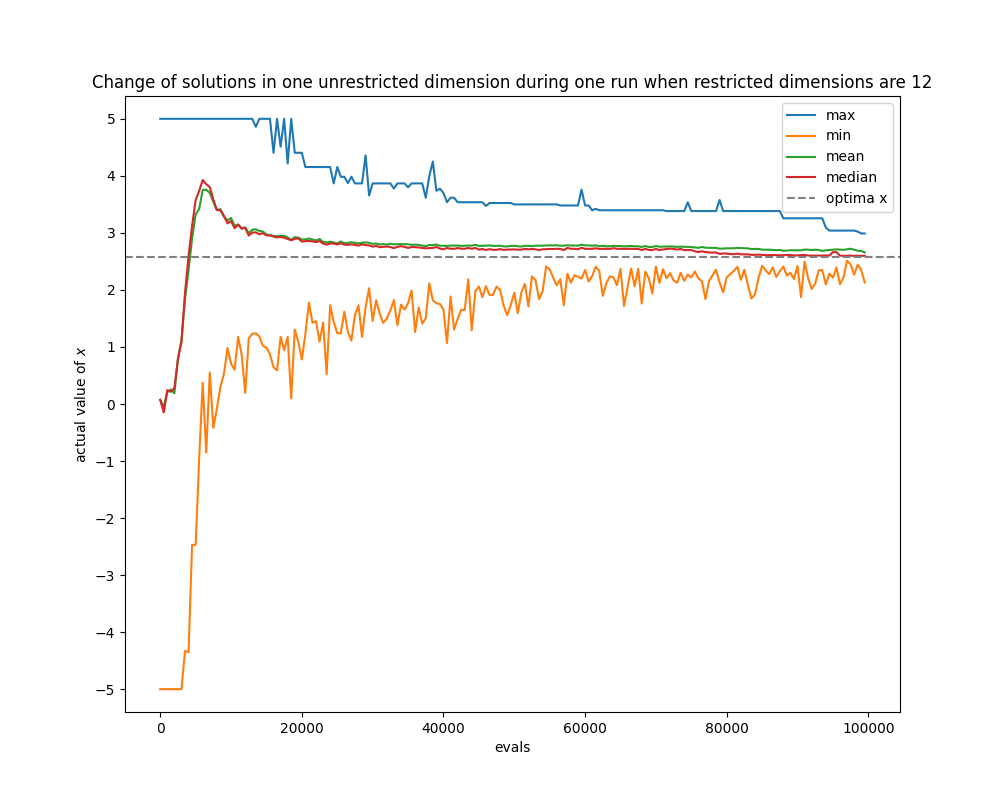 Change of solutions in one unrestricted dimension during one run when restricted dimensions are 12
max
min
mean
median
optima x
actual value of x
5
4
3
2
1
0
−1
−2
−3
−4
−5
0 20000 40000 60000 80000 100000
evals